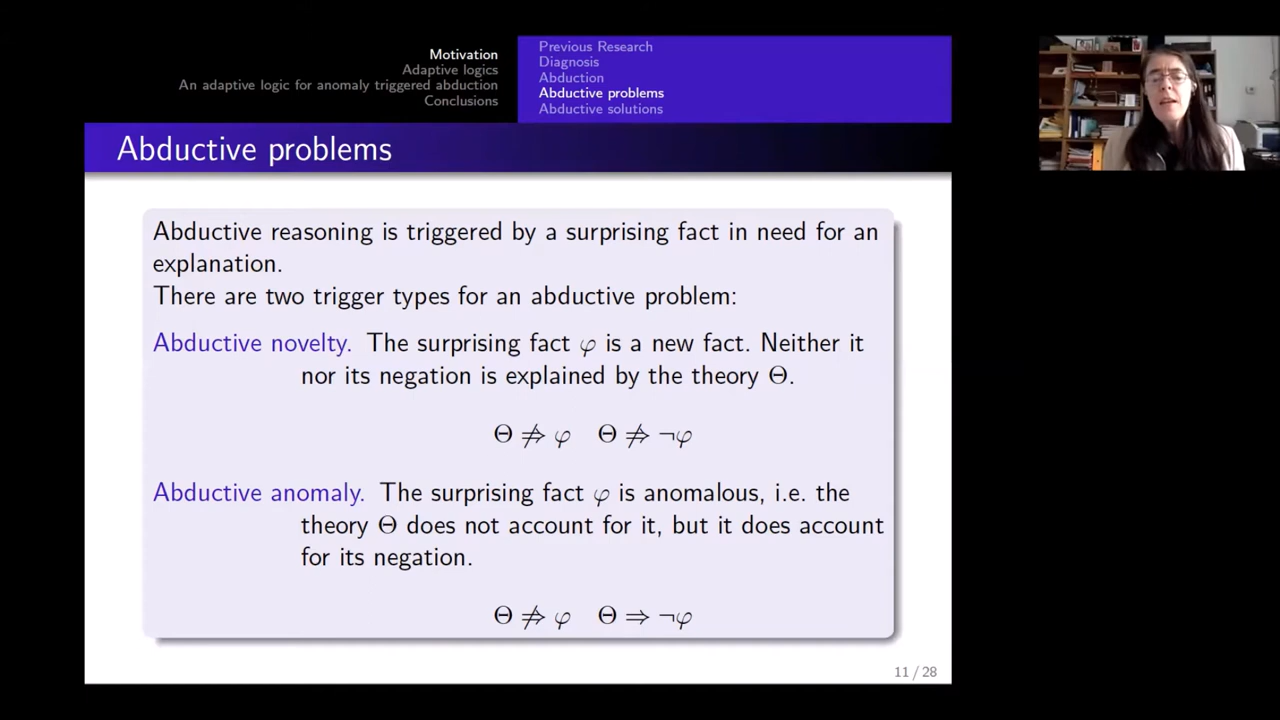 Motivation
Adaptive logics
An adaptive logic for anomaly triggered abduction
Conclusions
Previous Research
Diagnosis
Abduction
Abductive problems
Abductive solutions
Abductive problems
Abductive reasoning is triggered by a surprising fact in need for an
explanation.
There are two trigger types for an abductive problem:
Abductive novelty. The surprising fact φ is a new fact. Neither it
nor its negation is explained by the theory Θ.
Θ ⇏ φ Θ ⇏ ¬φ
Abductive anomaly. The surprising fact φ is anomalous, i.e. the
theory Θ does not account for it, but it does account
for its negation.
Θ ⇏ φ Θ ⇒ ¬φ
11 / 28